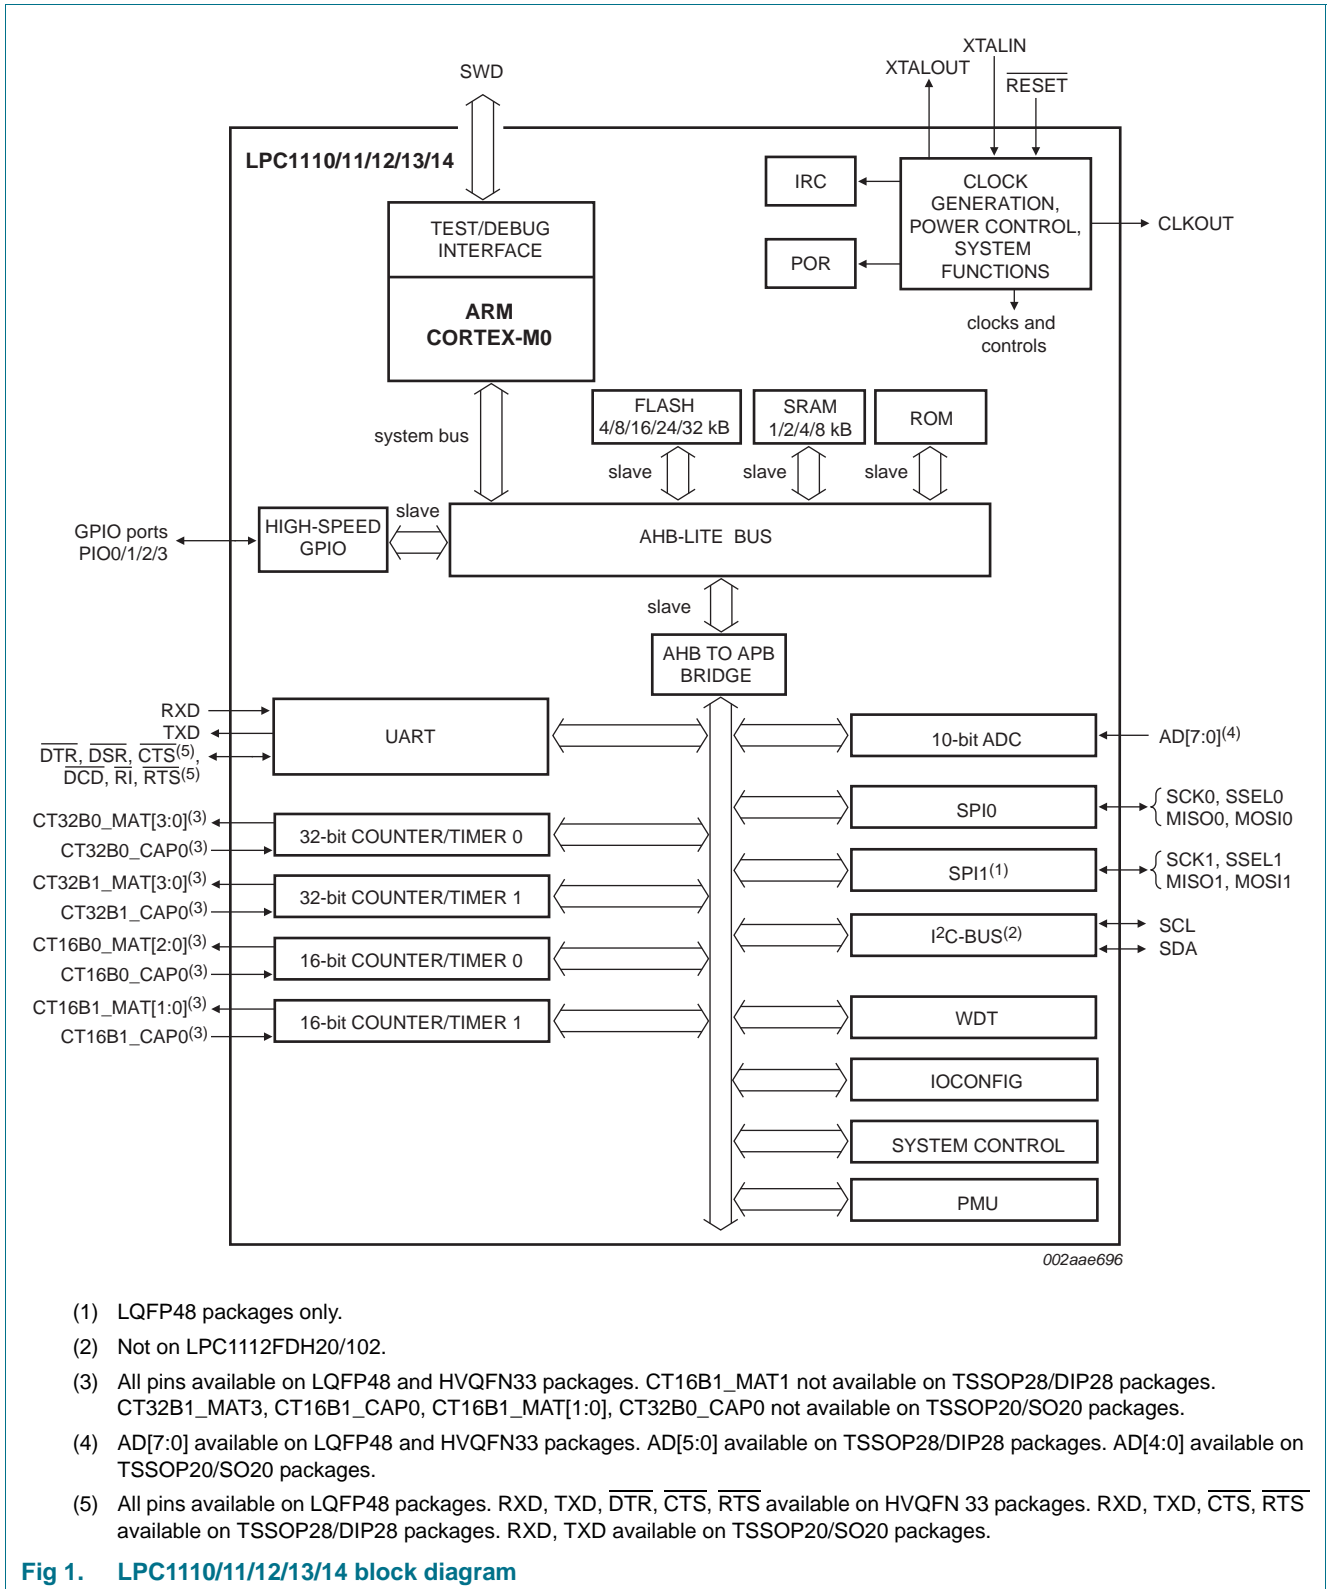 XTALIN
XTALOUT
RESET
SWD
LPC1110/11/12/13/14
IRC
CLOCK
GENERATION,
POWER CONTROL,
SYSTEM
FUNCTIONS
CLKOUT
POR
TEST/DEBUG
INTERFACE
ARM
CORTEX-M0
clocks and
controls
FLASH
4/8/16/24/32 kB
SRAM
1/2/4/8 kB
ROM
system bus
slave
slave
slave
GPIO ports
PIO0/1/2/3
HIGH-SPEED
GPIO
slave
AHB-LITE BUS
slave
AHB TO APB
BRIDGE
RXD
TXD
DTR, DSR, CTS(5),
DCD, RI, RTS(5)
UART
10-bit ADC
AD[7:0](4)
CT32B0_MAT[3:0](3)
CT32B0_CAP0(3)
32-bit COUNTER/TIMER 0
SPI0
SCK0, SSEL0
MISO0, MOSI0
CT32B1_MAT[3:0](3)
CT32B1_CAP0(3)
32-bit COUNTER/TIMER 1
SPI1(1)
SCK1, SSEL1
MISO1, MOSI1
CT16B0_MAT[2:0](3)
CT16B0_CAP0(3)
16-bit COUNTER/TIMER 0
I2C-BUS(2)
SCL
SDA
CT16B1_MAT[1:0](3)
CT16B1_CAP0(3)
16-bit COUNTER/TIMER 1
WDT
IOCONFIG
SYSTEM CONTROL
PMU
002aae696
(1) LQFP48 packages only.
(2) Not on LPC1112FDH20/102.
(3) All pins available on LQFP48 and HVQFN33 packages. CT16B1_MAT1 not available on TSSOP28/DIP28 packages.
CT32B1_MAT3, CT16B1_CAP0, CT16B1_MAT[1:0], CT32B0_CAP0 not available on TSSOP20/SO20 packages.
(4) AD[7:0] available on LQFP48 and HVQFN33 packages. AD[5:0] available on TSSOP28/DIP28 packages. AD[4:0] available on
TSSOP20/SO20 packages.
(5) All pins available on LQFP48 packages. RXD, TXD, DTR, CTS, RTS available on HVQFN 33 packages. RXD, TXD, CTS, RTS
available on TSSOP28/DIP28 packages. RXD, TXD available on TSSOP20/SO20 packages.
Fig 1. LPC1110/11/12/13/14 block diagram